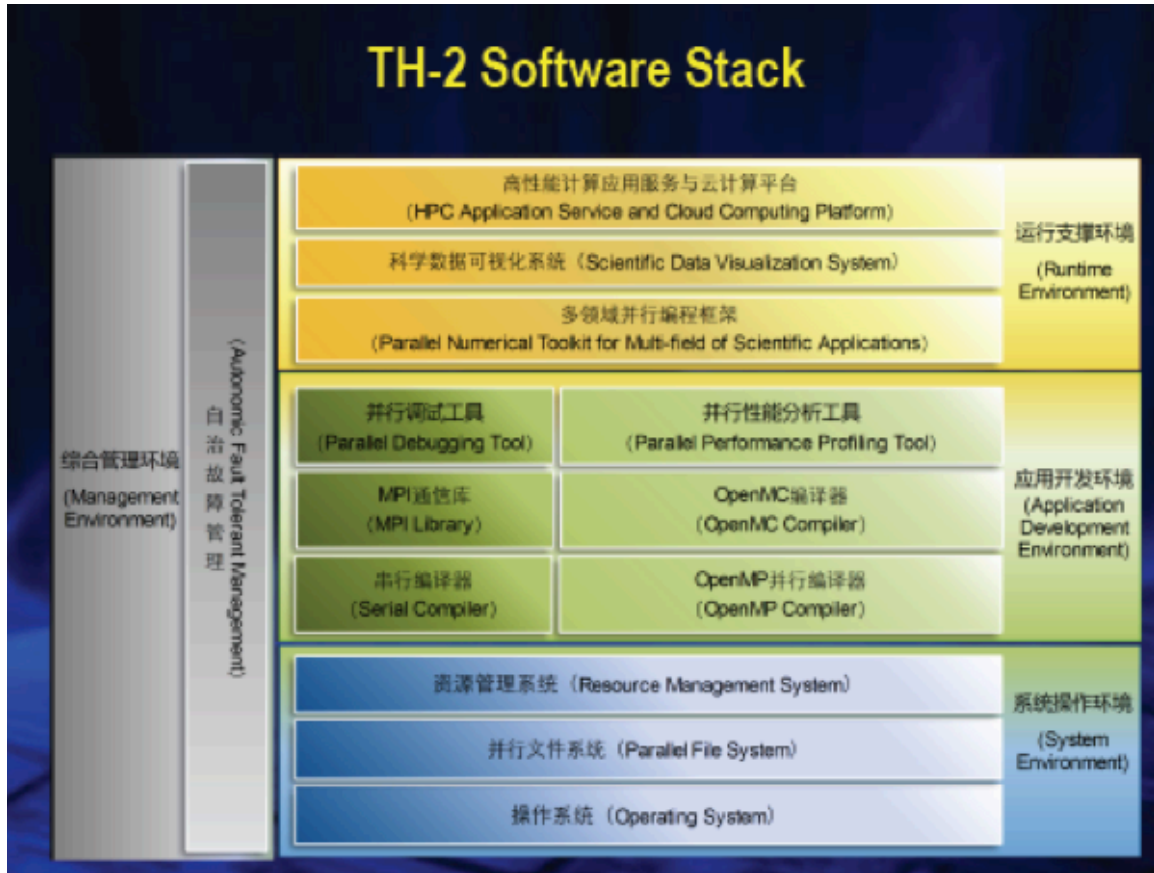 TH-2 Software Stack
综合管理环境
(Management
Environment)
自治故障管理
(Autonomic Fault Tolerant Management)
高性能计算应用服务与云计算平台
(HPC Application Service and Cloud Computing Platform)
科学数据可视化系统（Scientific Data Visualization System）
多领域并行编程框架
(Parallel Numerical Toolkit for Multi-field of Scientific Applications)
运行支撑环境
(Runtime
Environment)
并行调试工具
(Parallel Debugging Tool)
并行性能分析工具
(Parallel Performance Profiling Tool)
MPI通信库
(MPI Library)
OpenMC编译器
(OpenMC Compiler)
串行编译器
(Serial Compiler)
OpenMP并行编译器
(OpenMP Compiler)
应用开发环境
(Application
Development
Environment)
资源管理系统（Resource Management System）
并行文件系统（Parallel File System）
操作系统（Operating System）
系统操作环境
(System
Environment)